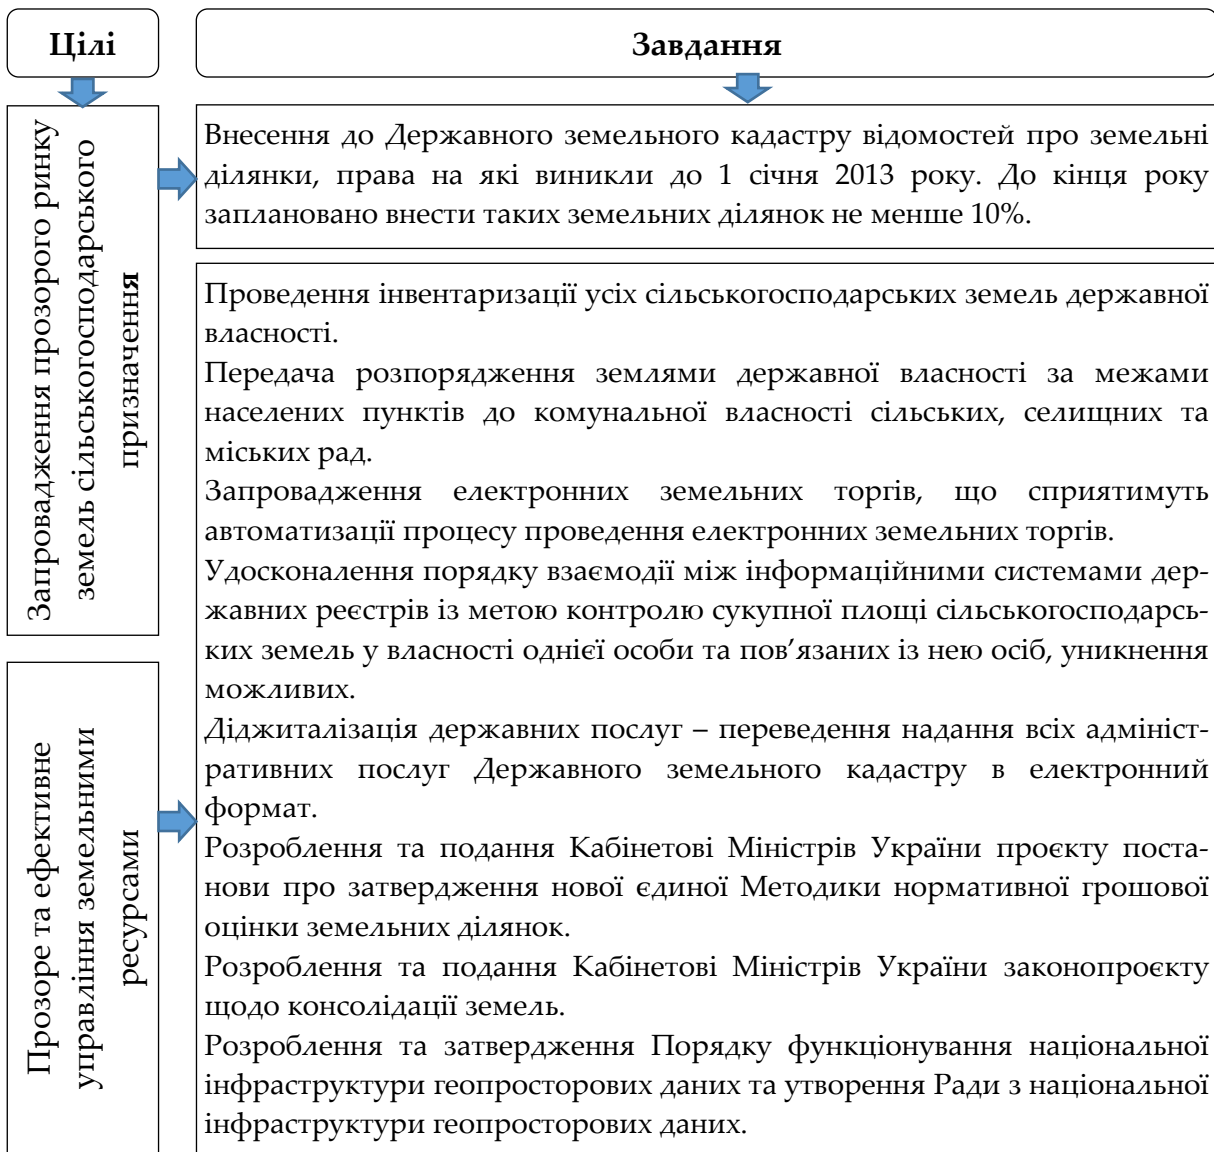 Цілі
Завдання
Запровадження прозорого ринку
земель сільськогосподарського
призначення
Внесення до Державного земельного кадастру відомостей про земельні
ділянки, права на які виникли до 1 січня 2013 року. До кінця року
заплановано внести таких земельних ділянок не менше 10%.
Прозоре та ефективне
управління земельними
ресурсами
Проведення інвентаризації усіх сільськогосподарських земель державної
власності.
Передача розпорядження землями державної власності за межами
населених пунктів до комунальної власності сільських, селищних та
міських рад.
Запровадження електронних земельних торгів, що сприятимуть
автоматизації процесу проведення електронних земельних торгів.
Удосконалення порядку взаємодії між інформаційними системами дер-
жавних реєстрів із метою контролю сукупної площі сільськогосподарсь-
ких земель у власності однієї особи та пов’язаних із нею осіб, уникнення
можливих.
Діджиталізація державних послуг – переведення надання всіх адмініст-
ративних послуг Державного земельного кадастру в електронний
формат.
Розроблення та подання Кабінетові Міністрів України проєкту поста-
нови про затвердження нової єдиної Методики нормативної грошової
оцінки земельних ділянок.
Розроблення та подання Кабінетові Міністрів України законопроєкту
щодо консолідації земель.
Розроблення та затвердження Порядку функціонування національної
інфраструктури геопросторових даних та утворення Ради з національної
інфраструктури геопросторових даних.